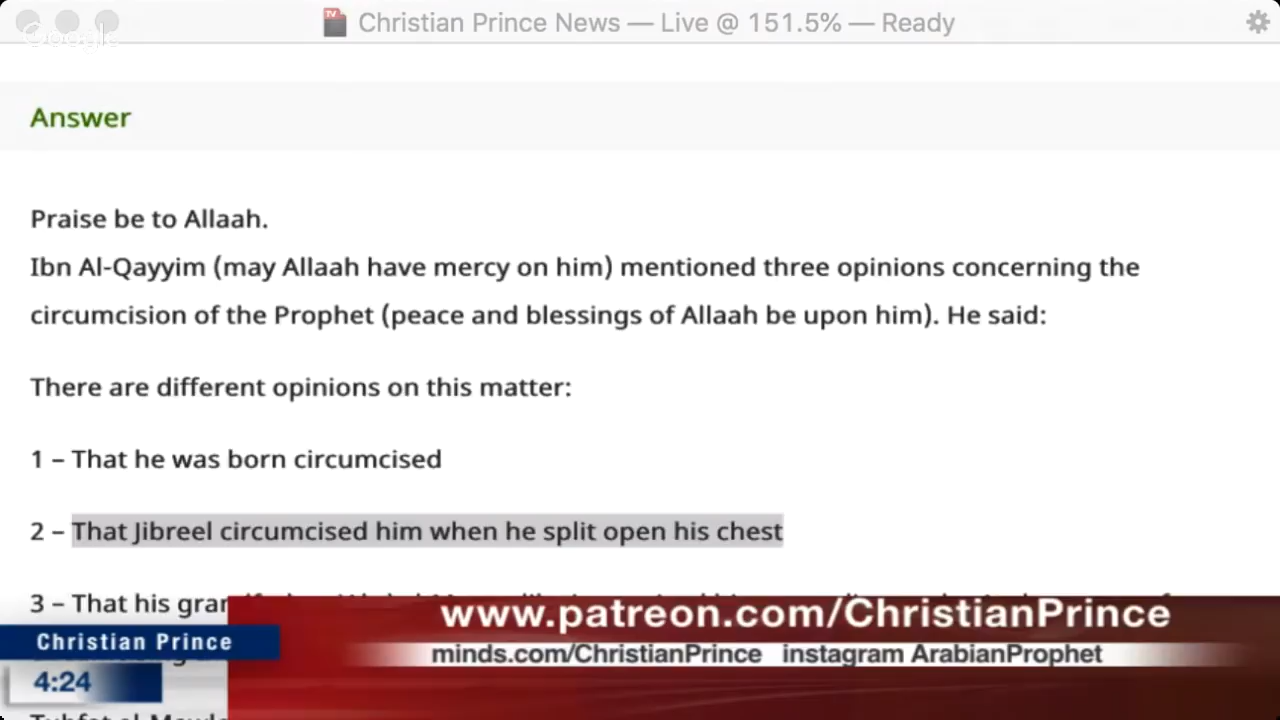 Christian Prince News — Live @ 151.5% — Ready
Google
Answer
Praise be to Allaah.
Ibn Al-Qayyim (may Allaah have mercy on him) mentioned three opinions concerning the
circumcision of the Prophet (peace and blessings of Allaah be upon him). He said:
There are different opinions on this matter:
1 – That he was born circumcised
2 – That Jibreel circumcised him when he split open his chest
3 – That his
www.patreon.com/ChristianPrince
Christian Prince
minds.com/ChristianPrince instagram ArabianProphet
4:24